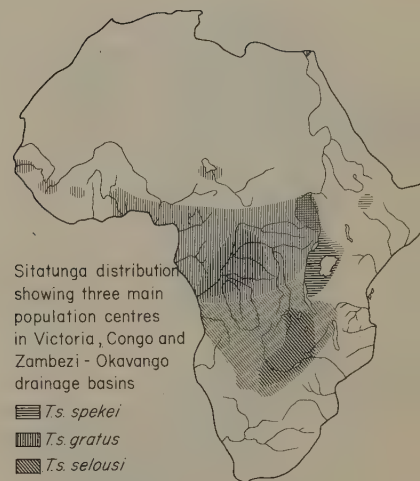 Sitatunga distribution
showing three main
population centres
in Victoria, Congo and
Zambezi - Okavango
drainage basins
T.s. spekei
T.s. gratus
T.s. selousi